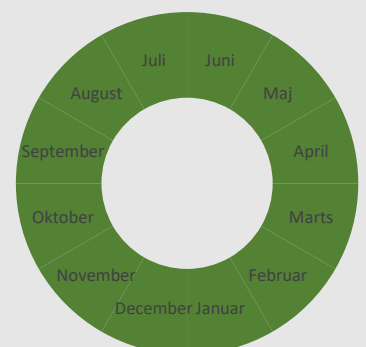 Juli Juni
August Maj
September April
Oktober Marts
November Februar
December Januar